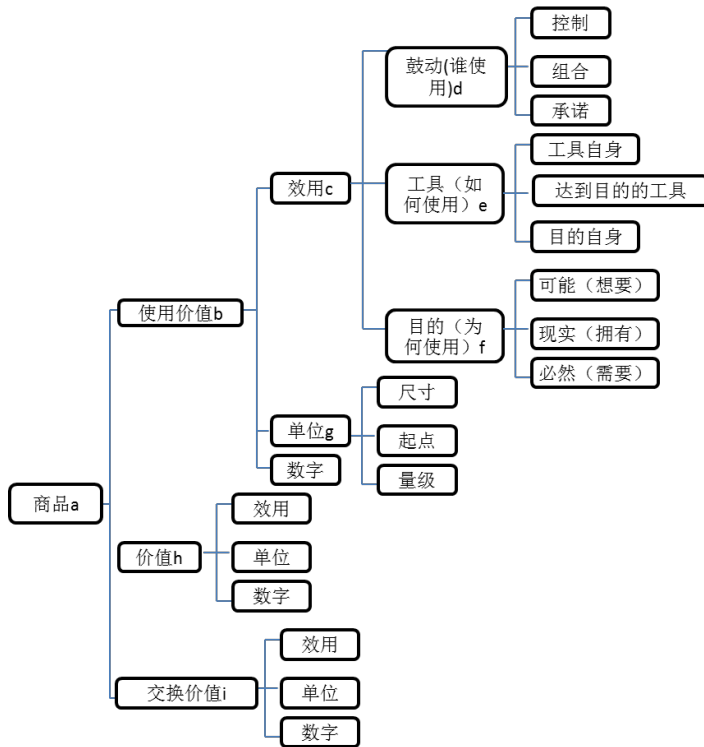 控制
鼓动(谁使
用)d
组合
承诺
工具自身
效用c
工具（如
何使用）e
达到目的的工具
目的自身
可能（想要）
使用价值b
目的（为
何使用）f
现实（拥有）
必然（需要）
尺寸
单位g
起点
数字
量级
商品a
效用
价值h
单位
数字
效用
交换价值i
单位
数字